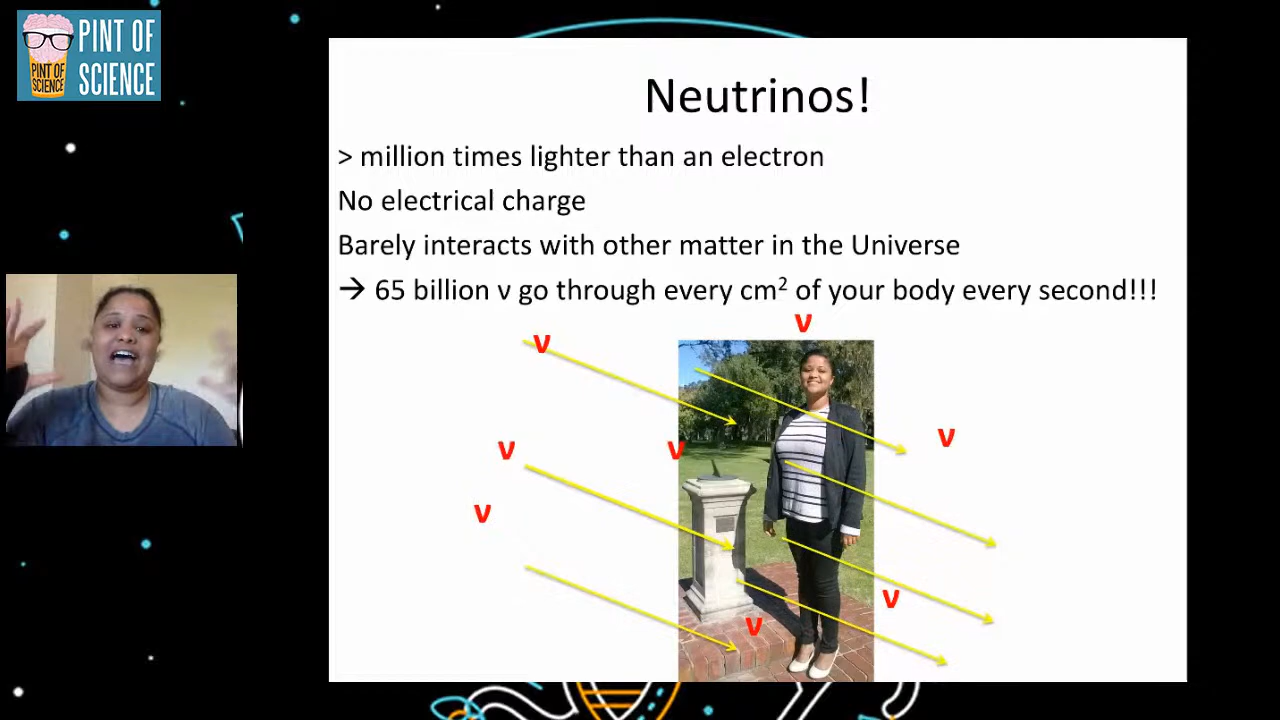 PINT OF
SCIENCE
PINT OF
SCIENCE
Neutrinos!
> million times lighter than an electron
No electrical charge
Barely interacts with other matter in the Universe
→ 65 billion ν go through every cm² of your body every second!!!
ν
ν
ν
ν
ν
ν
ν
ν